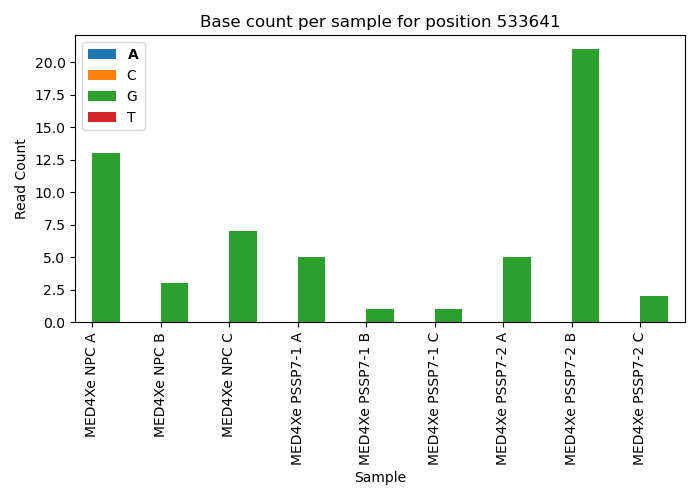 Base count per sample for position 533641
A
C
G
T
Read Count
20.0
17.5
15.0
12.5
10.0
7.5
5.0
2.5
0.0
MED4Xe NPC A
MED4Xe NPC B
MED4Xe NPC C
MED4Xe PSSP7-1 A
MED4Xe PSSP7-1 B
MED4Xe PSSP7-1 C
MED4Xe PSSP7-2 A
MED4Xe PSSP7-2 B
MED4Xe PSSP7-2 C
Sample